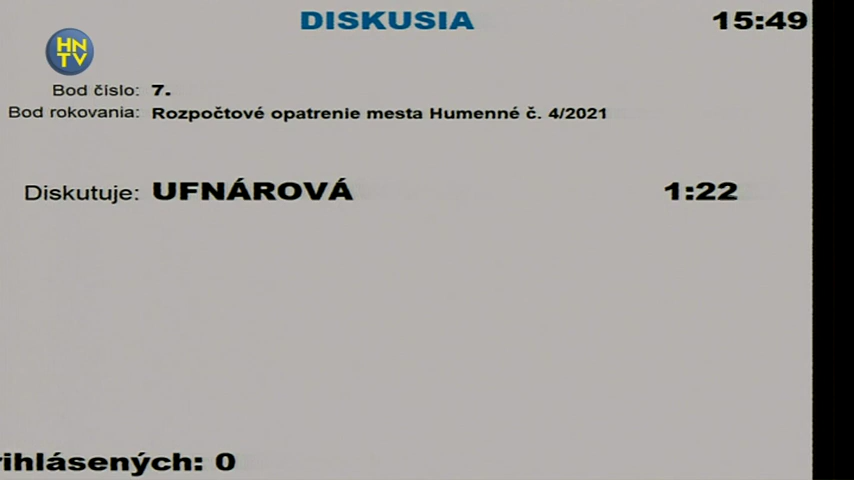 DISKUSIA 15:49
HN
TV
Bod číslo: 7.
Bod rokovania: Rozpočtové opatrenie mesta Humenné č. 4/2021
Diskutuje: UFNÁROVÁ 1:22
rihlásených: 0